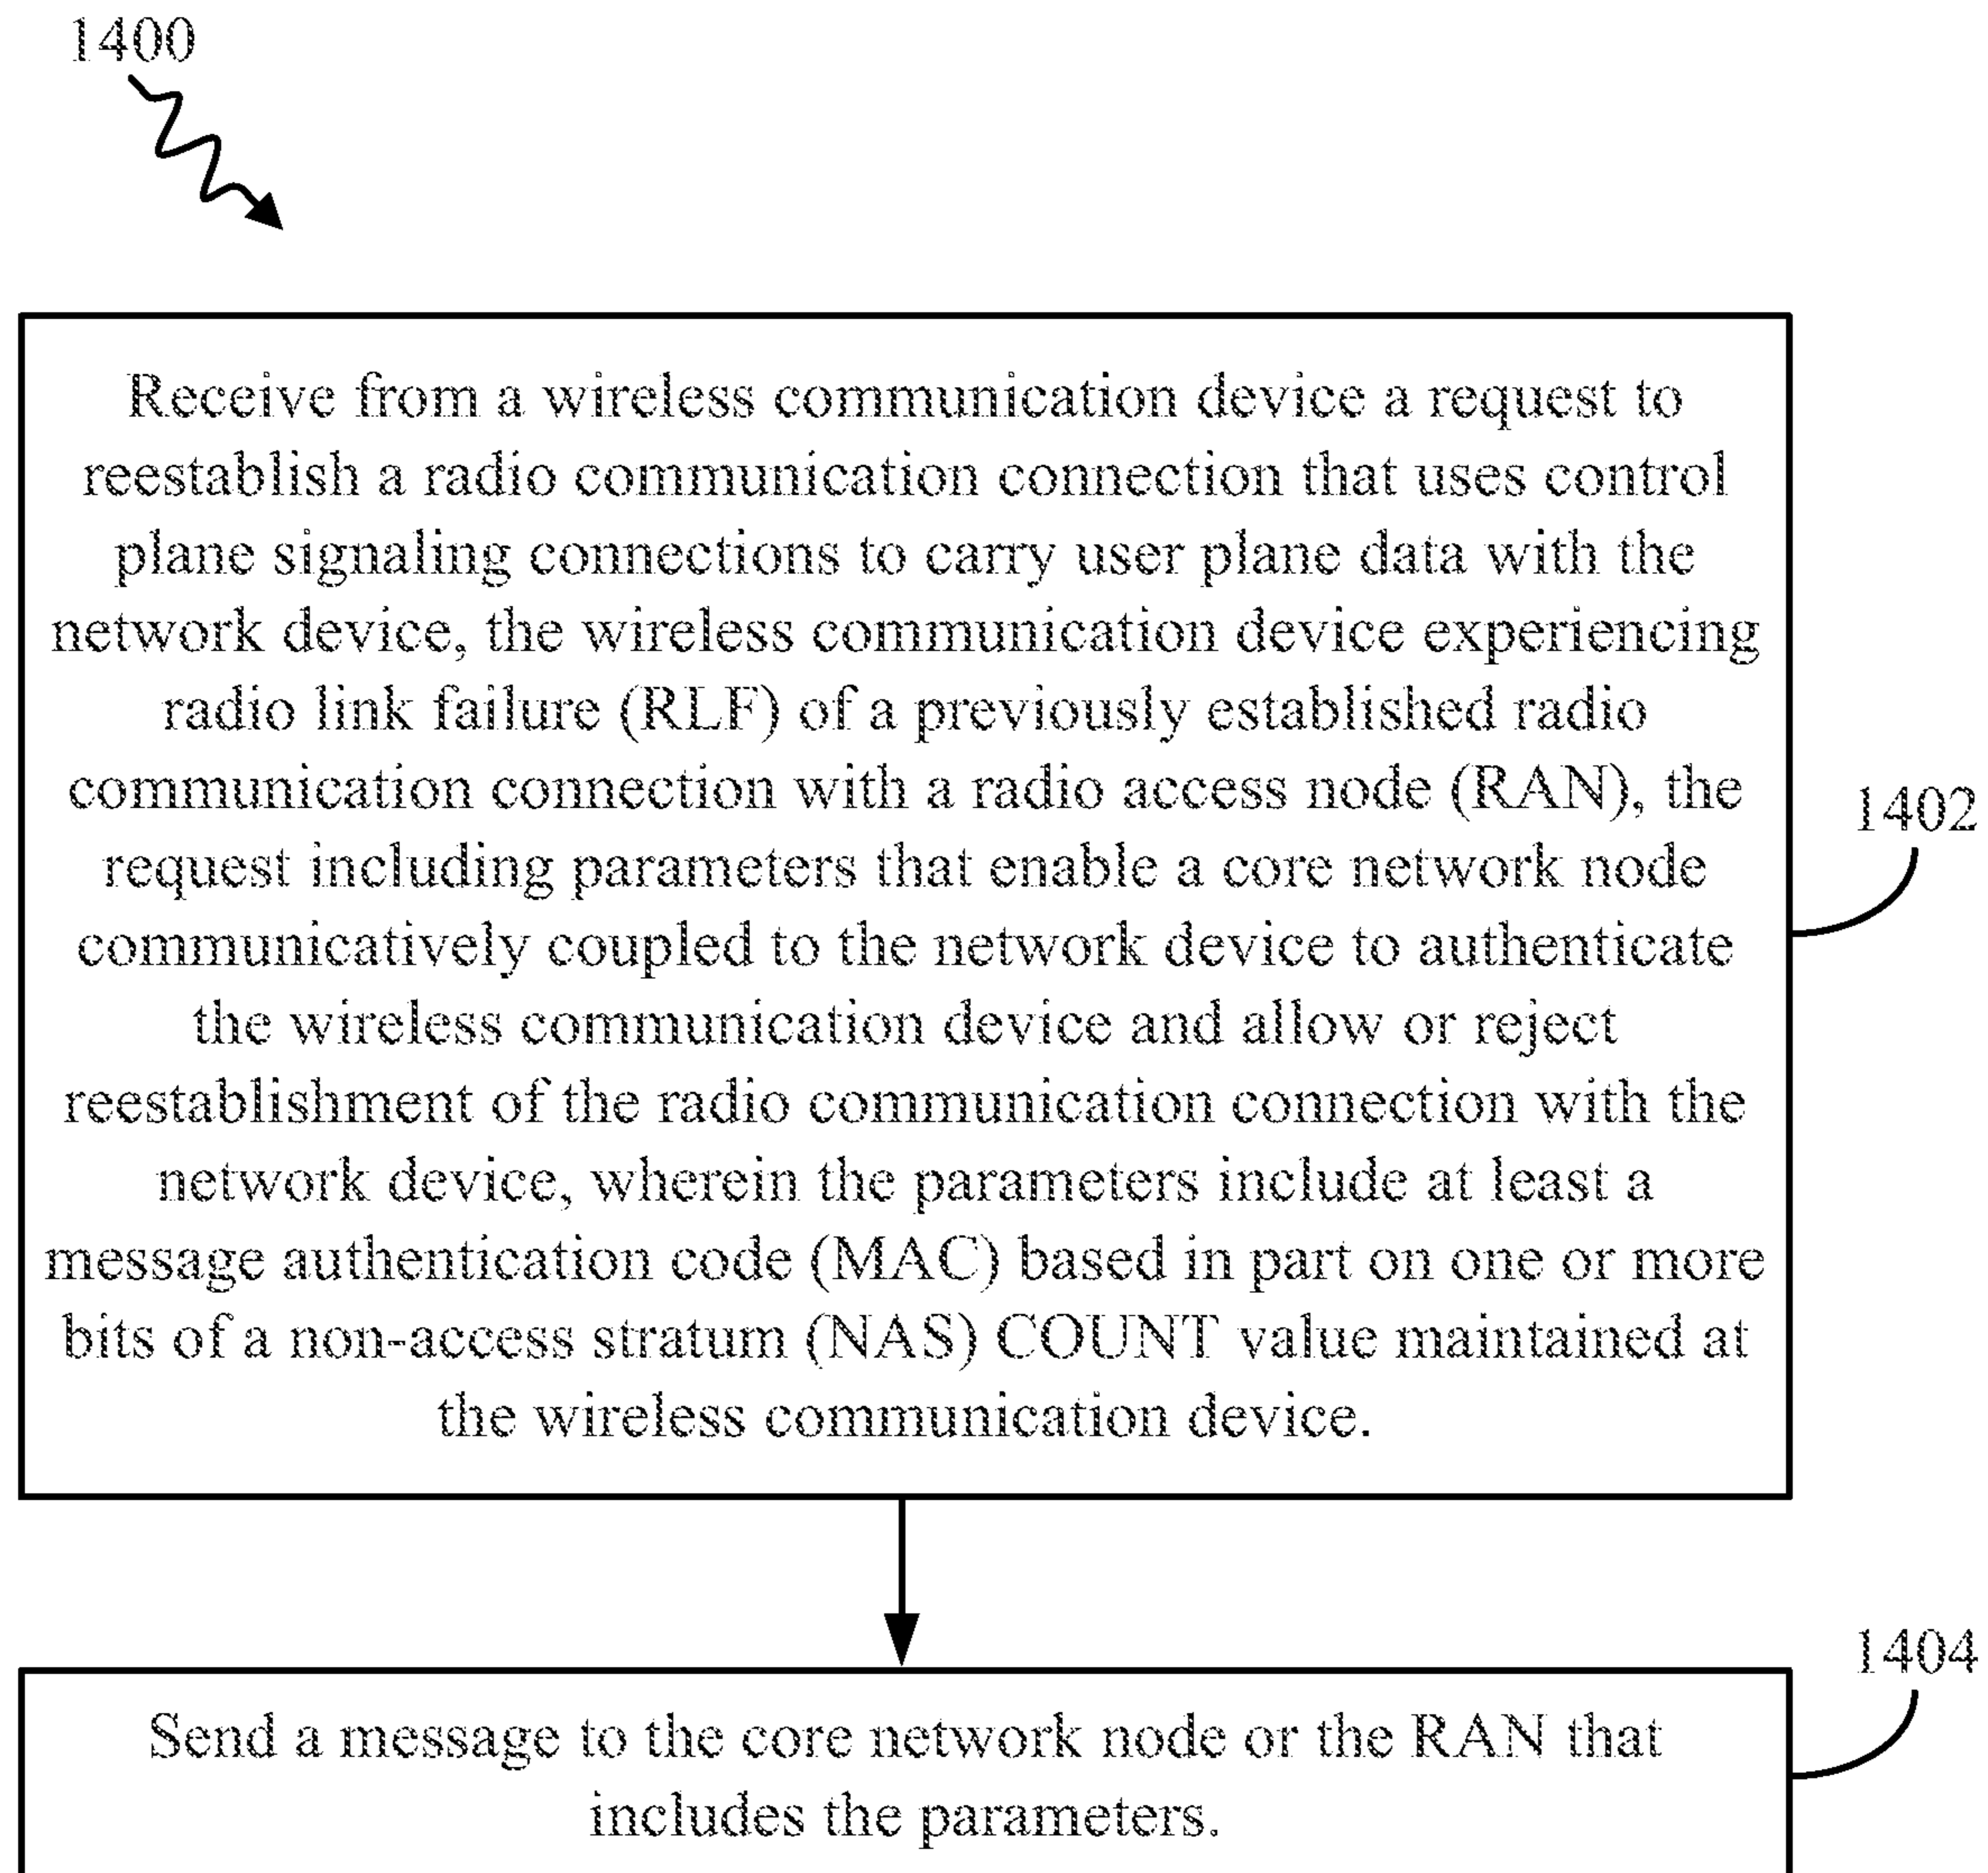 1400
Receive from a wireless communication device a request to
reestablish a radio communication connection that uses control
plane signaling connections to carry user plane data with the
network device, the wireless communication device experiencing
radio link failure (RLF) of a previously established radio
communication connection with a radio access node (RAN), the
request including parameters that enable a core network node
communicatively coupled to the network device to authenticate
the wireless communication device and allow or reject
reestablishment of the radio communication connection with the
network device, wherein the parameters include at least a
message authentication code (MAC) based in part on one or more
bits of a non-access stratum (NAS) COUNT value maintained at
the wireless communication device.
1402
Send a message to the core network node or the RAN that
includes the parameters.
1404